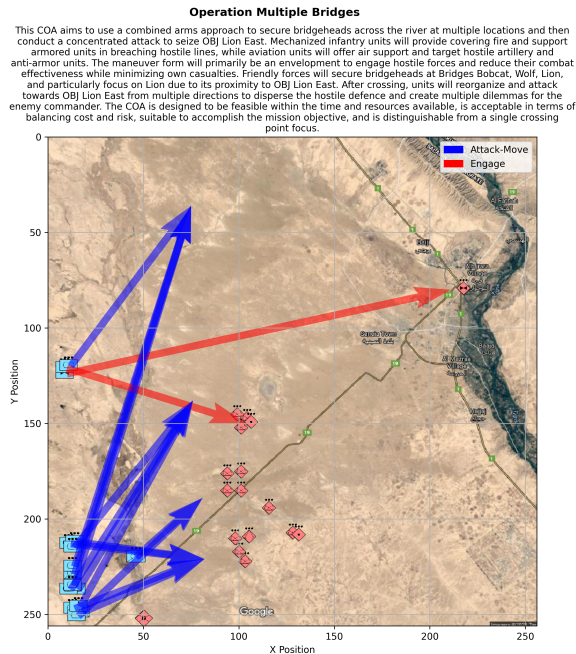 Operation Multiple Bridges
This COA aims to use a combined arms approach to secure bridgeheads across the river at multiple locations and then
conduct a concentrated attack to seize OBJ Lion East. Mechanized infantry units will provide covering fire and support
armored units in breaching hostile lines, while aviation units will offer air support and target hostile artillery and
anti-armor units. The maneuver form will primarily be an envelopment to engage hostile forces and reduce their combat
effectiveness while minimizing own casualties. Friendly forces will secure bridgeheads at Bridges Bobcat, Wolf, Lion,
and particularly focus on Lion due to its proximity to OBJ Lion East. After crossing, units will reorganize and attack
towards OBJ Lion East from multiple directions to disperse the hostile defence and create multiple dilemmas for the
enemy commander. The COA is designed to be feasible within the time and resources available, is acceptable in terms of
balancing cost and risk, suitable to accomplish the mission objective, and is distinguishable from a single crossing
point focus.
Attack-Move
Engage
0
50
100
150
200
250
Y Position
Google
0
50
100
150
200
250
X Position